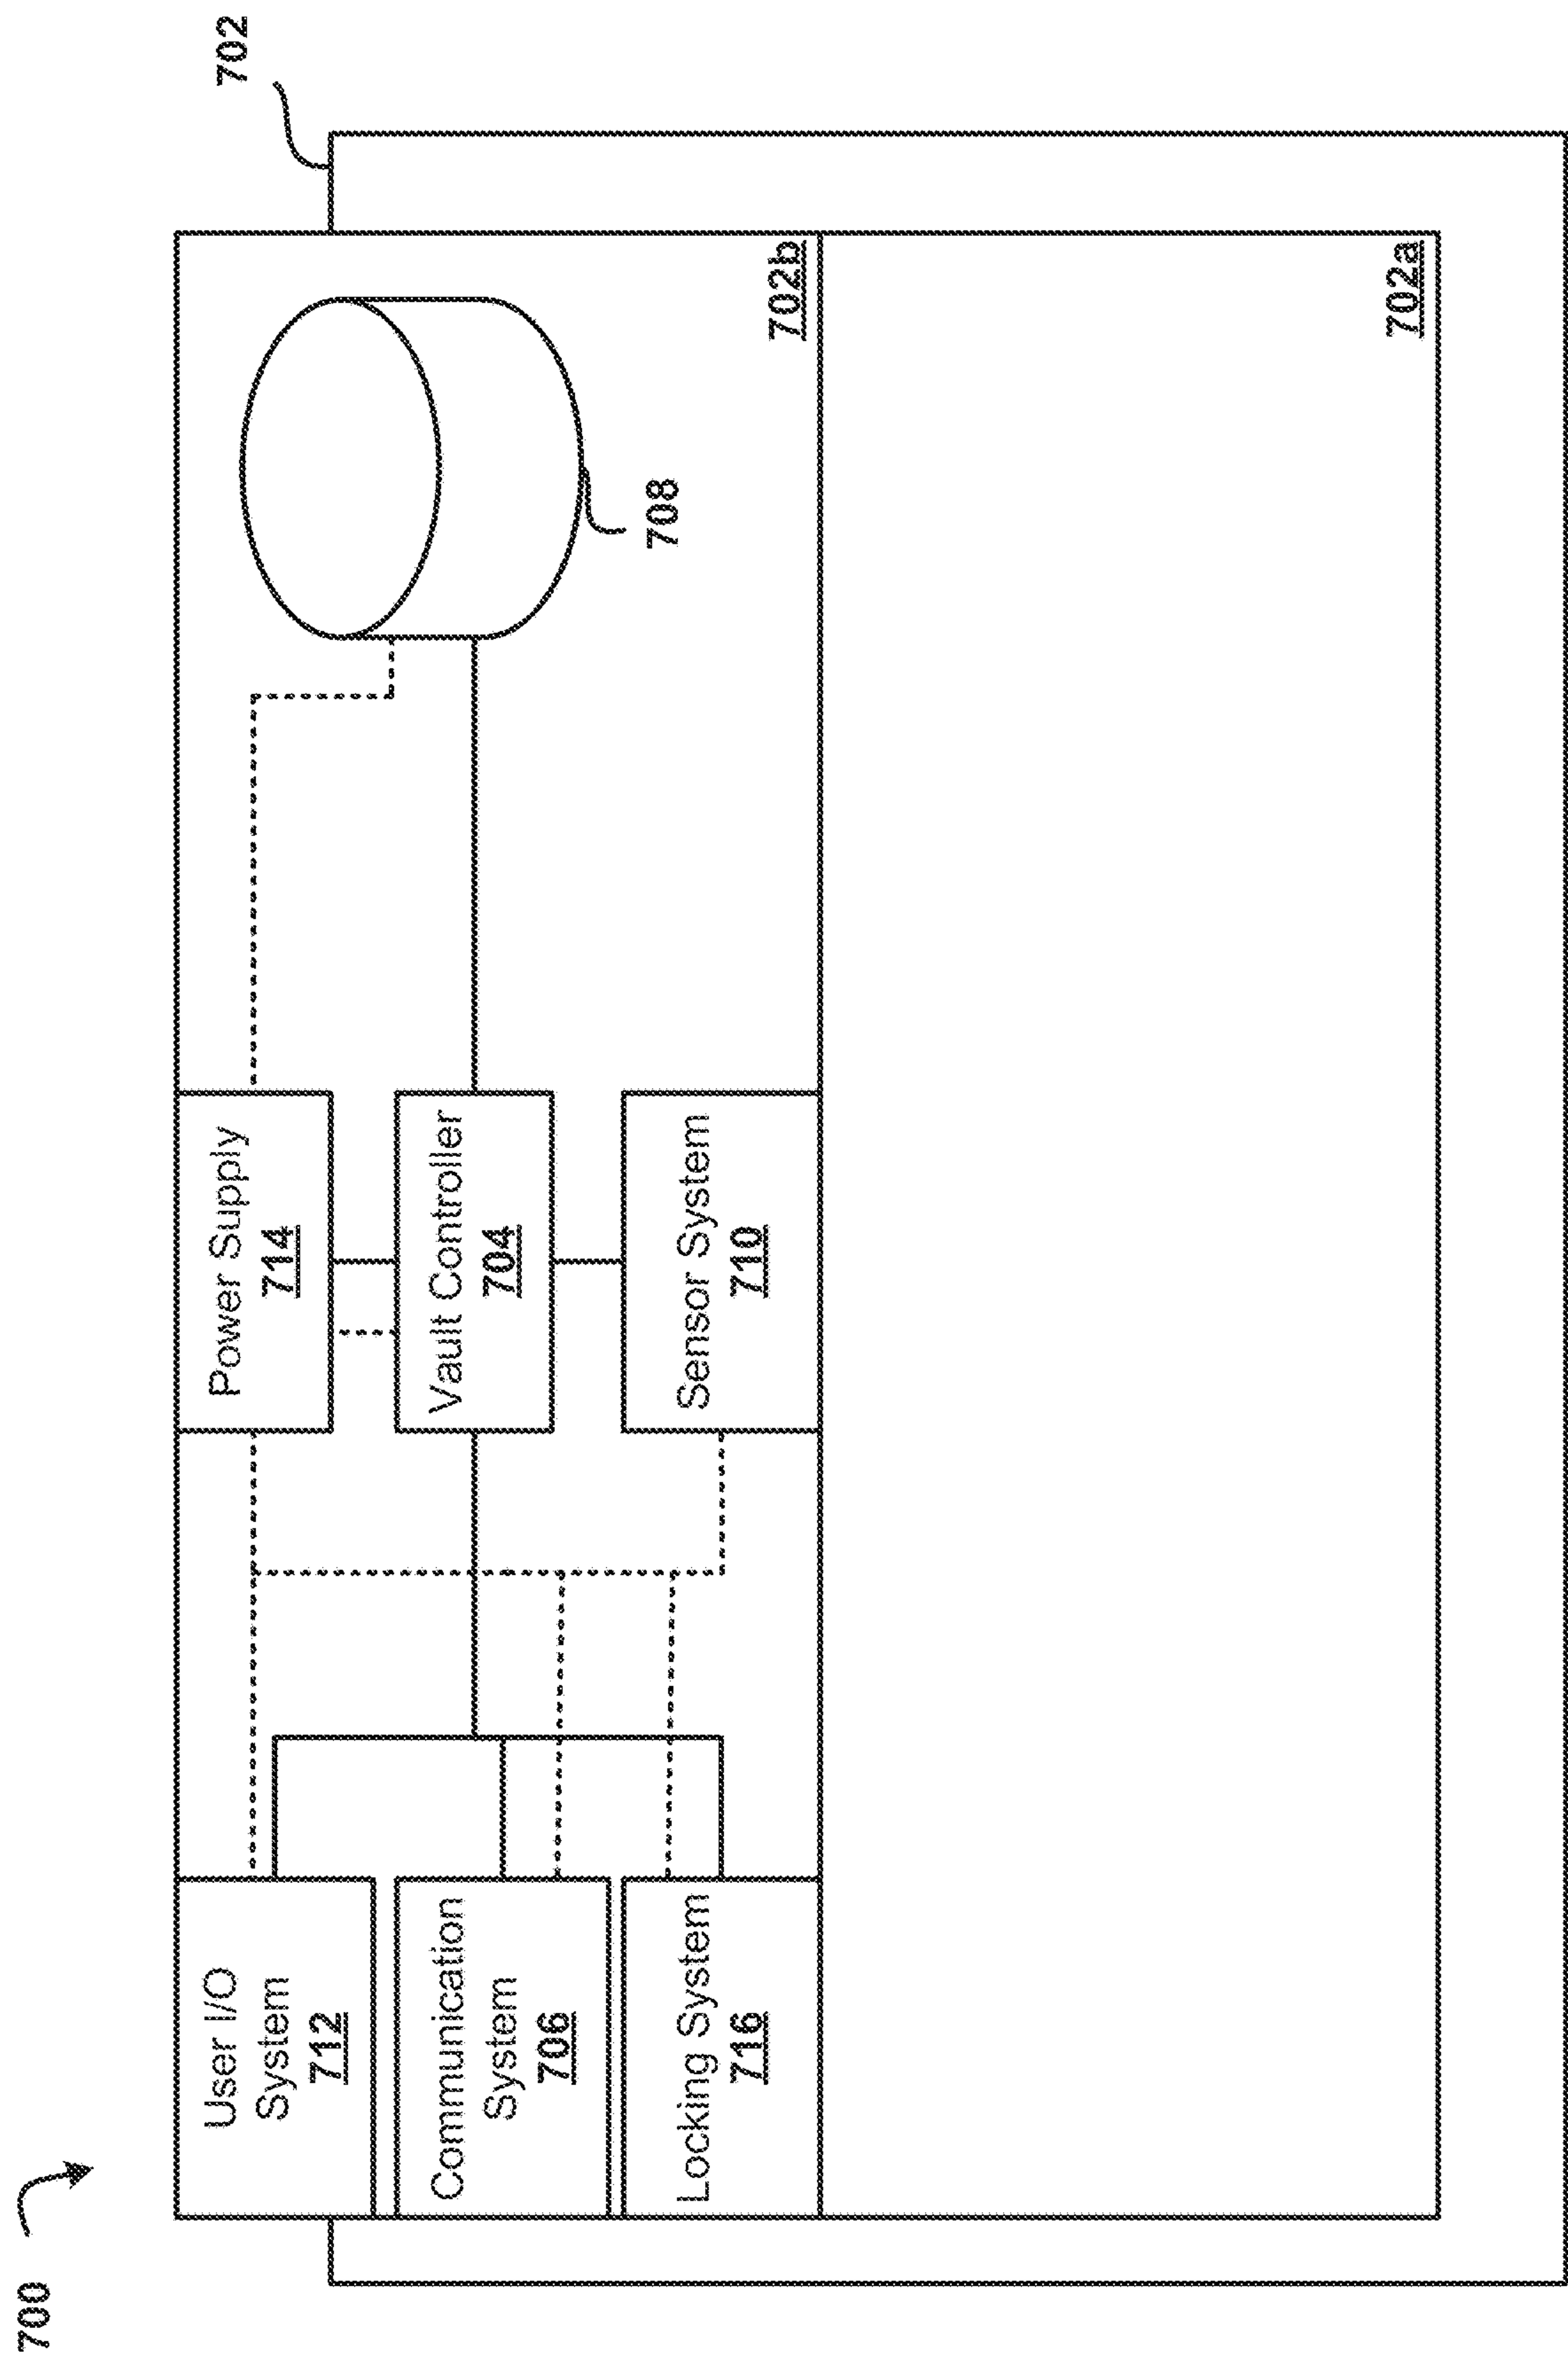 700
702
User I/O
System
712
Power Supply
714
Communication
System
706
Vault Controller
704
708
Locking System
716
Sensor System
710
702b
702a